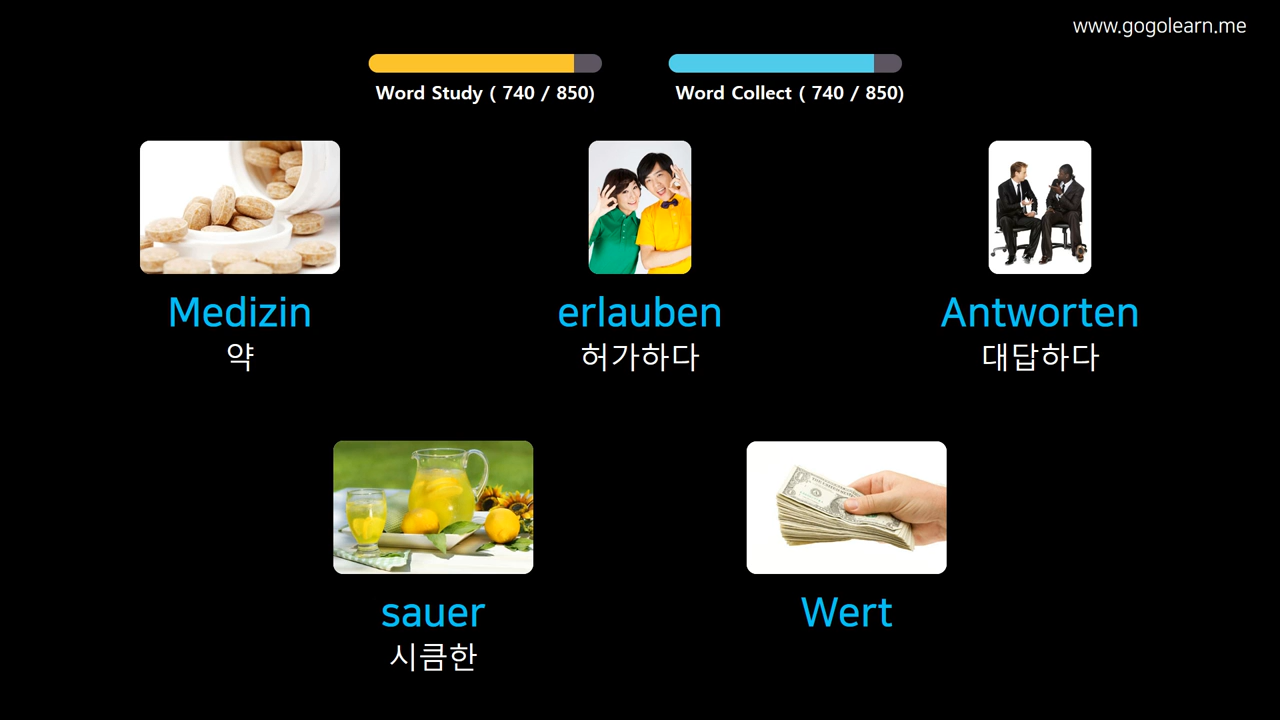 www.gogolearn.me
Word Study ( 740 / 850)
Word Collect ( 740 / 850)
Medizin
약
erlauben
허가하다
Antworten
대답하다
sauer
시큼한
Wert